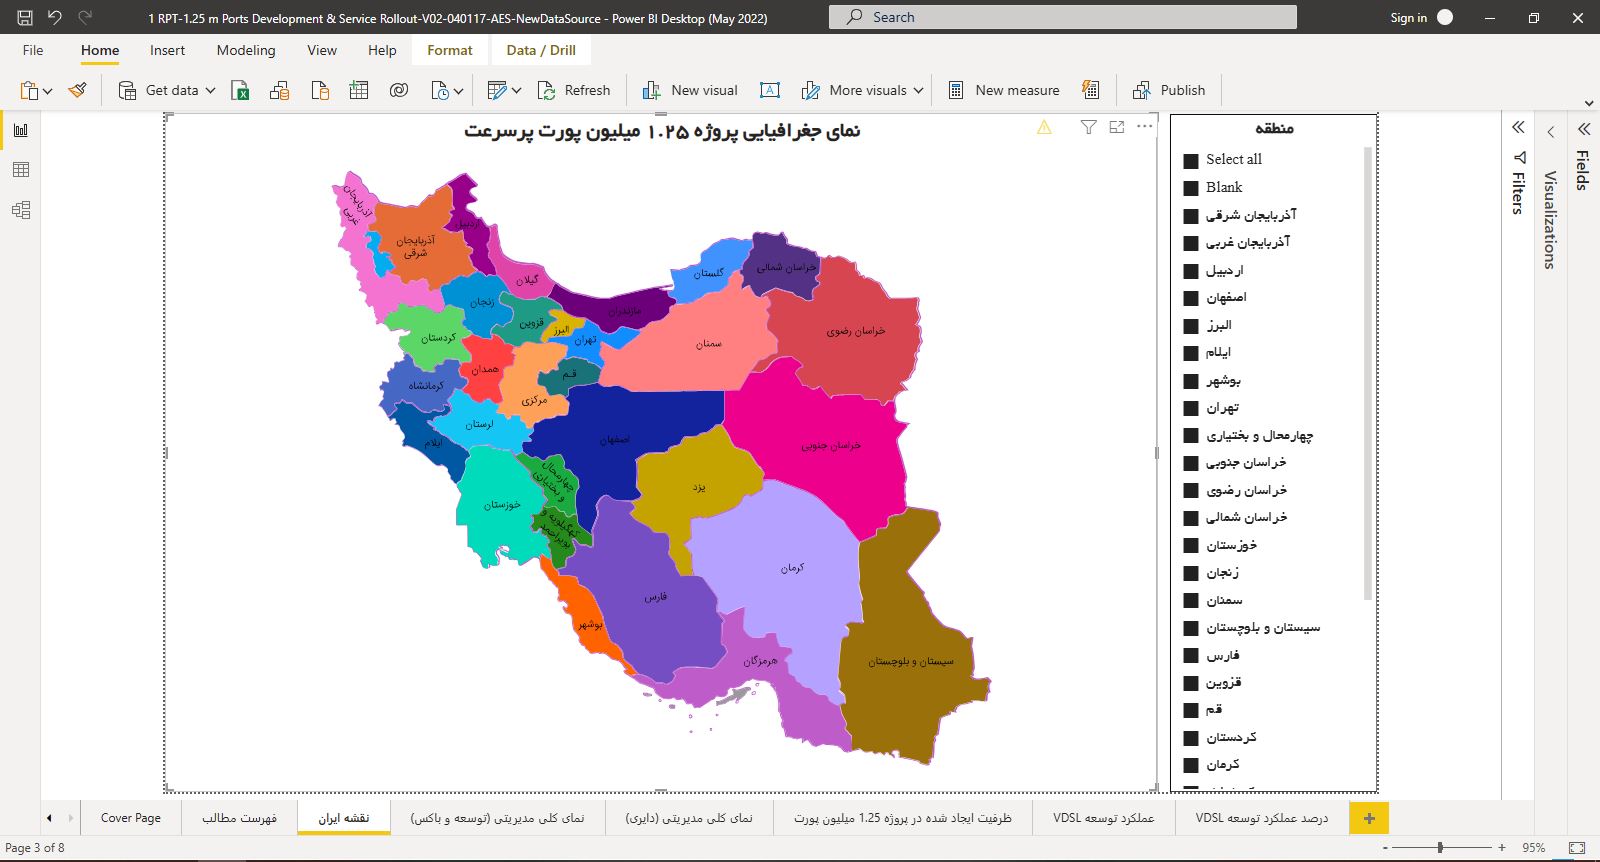 1 RPT-1.25 m Ports Development & Service Rollout-V02-040117-AES-NewDataSource - Power BI Desktop (May 2022)
Search
Sign in
File
Home
Insert
Modeling
View
Help
Format
Data / Drill
Get data
Refresh
New visual
More visuals
New measure
Publish
نمای جغرافیایی پروژه ۱.۲۵ میلیون پورت پرسرعت
آذربایجان
غربی
آذربایجان
شرقی
اردبیل
گیلان
زنجان
قزوین
البرز
تهران
مازندران
گلستان
خراسان شمالی
خراسان رضوی
سمنان
کردستان
همدان
قم
مرکزی
کرمانشاه
لرستان
ایلام
اصفهان
خراسان جنوبی
یزد
چهارمحال
و بختیاری
خوزستان
کهگیلویه و
بویراحمد
کرمان
فارس
بوشهر
هرمزگان
سیستان و بلوچستان
منطقه
Select all
Blank
آذربایجان شرقی
آذربایجان غربی
اردبیل
اصفهان
البرز
ایلام
بوشهر
تهران
چهارمحال و بختیاری
خراسان جنوبی
خراسان رضوی
خراسان شمالی
خوزستان
زنجان
سمنان
سیستان و بلوچستان
فارس
قزوین
قم
کردستان
کرمان
Filters
Visualizations
Fields
Cover Page
فهرست مطالب
نقشه ایران
نمای کلی مدیریتی (توسعه و باکس)
نمای کلی مدیریتی (دایری)
ظرفیت ایجاد شده در پروژه 1.25 میلیون پورت
عملکرد توسعه VDSL
درصد عملکرد توسعه VDSL
Page 3 of 8
95%